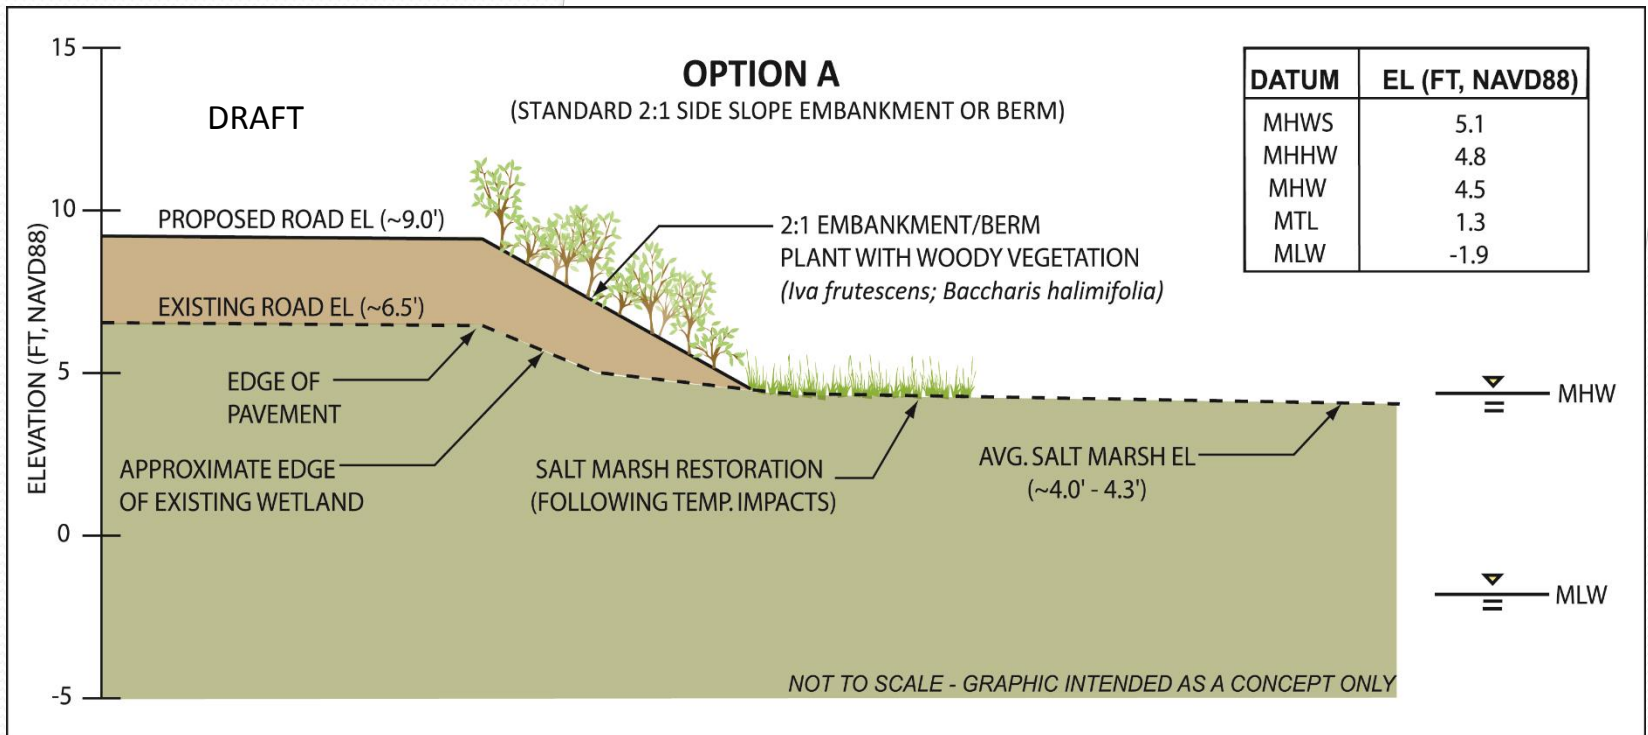 OPTION A
(STANDARD 2:1 SIDE SLOPE EMBANKMENT OR BERM)
DRAFT
DATUM EL (FT, NAVD88)
MHWS 5.1
MHHW 4.8
MHW 4.5
MTL 1.3
MLW -1.9
ELEVATION (FT, NAVD88)
15
10
5
0
-5
PROPOSED ROAD EL (~9.0')
EXISTING ROAD EL (~6.5')
2:1 EMBANKMENT/BERM
PLANT WITH WOODY VEGETATION
(Iva frutescens; Baccharis halimifolia)
EDGE OF
PAVEMENT
APPROXIMATE EDGE
OF EXISTING WETLAND
SALT MARSH RESTORATION
(FOLLOWING TEMP. IMPACTS)
AVG. SALT MARSH EL
(~4.0' - 4.3')
MHW
MLW
NOT TO SCALE - GRAPHIC INTENDED AS A CONCEPT ONLY